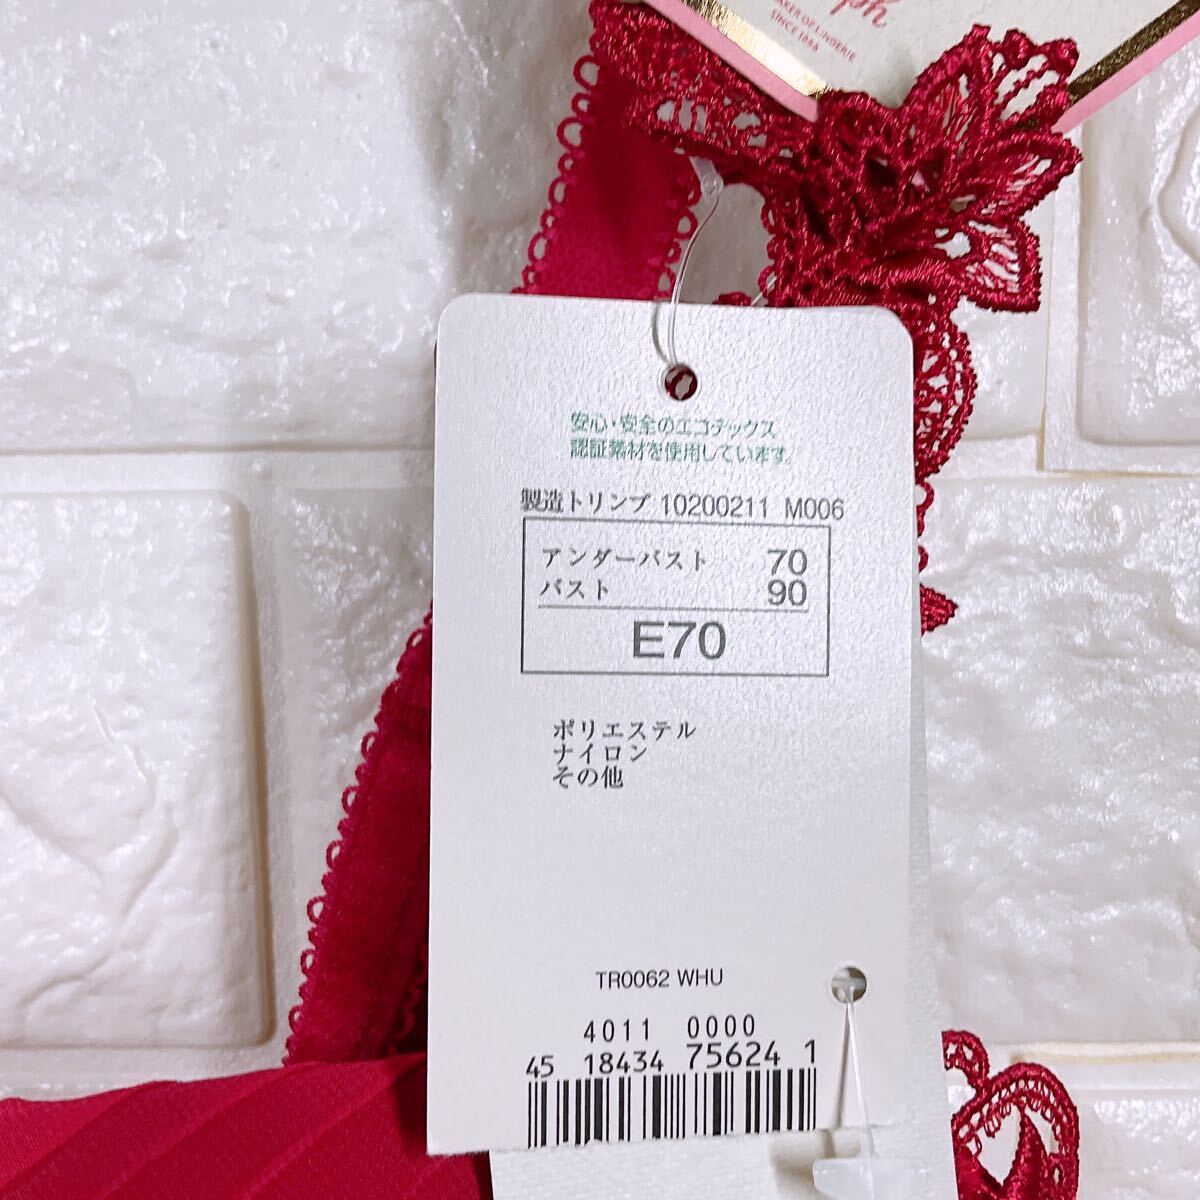 SINCE 1886
安心・安全のエコテックス
認証素材を使用しています。
製造トリンプ 10200211 M006
アンダーバスト 70
バスト 90
E70
ポリエステル
ナイロン
その他
TR0062 WHU
4011 0000
45 18434 75624 1